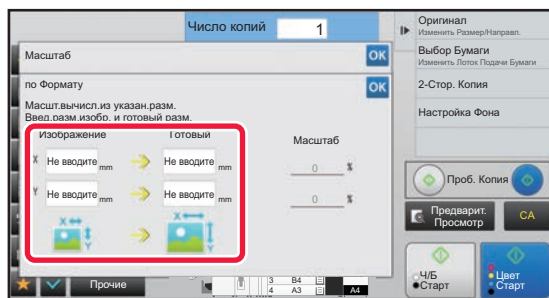 Число копий 1
Масштаб OK
по Формату OK
Масшт.вычисл.из указан.разм.
Введ.разм.изобр. и готовый разм.
Изображение Готовый Масштаб
X Не вводите mm Не вводите mm 0 %
Y Не вводите mm Не вводите mm 0 %
X Y X Y
Прочие
3 B4
4 A3 A4
Оригинал
Изменить Размер/Направл.
Выбор Бумаги
Изменить Лоток Подачи Бумаги
2-Стор. Копия
Настройка Фона
Проб. Копия
Предварит.
Просмотр
CA
Ч/Б
Старт
Цвет
Старт